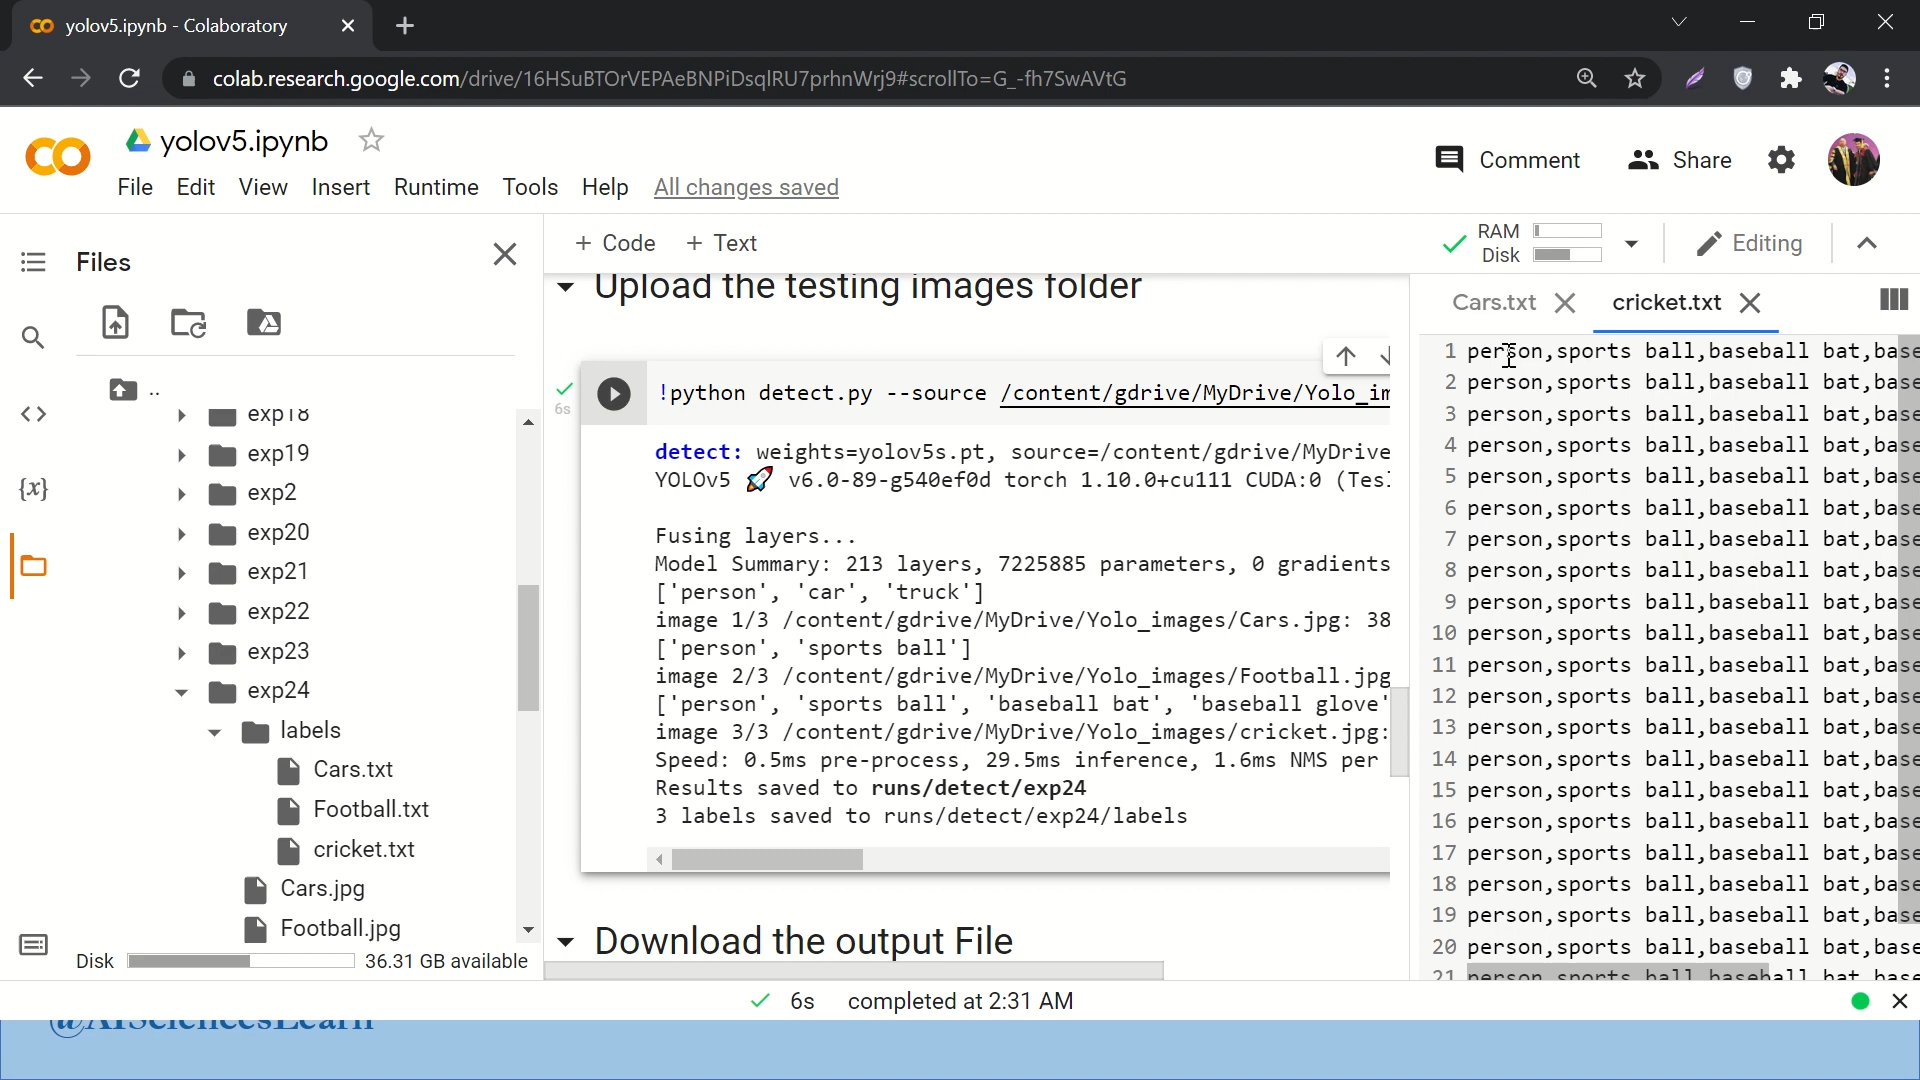 yolov5.ipynb - Colaboratory
colab.research.google.com/drive/16HSuBTOrVEPAeBNPiDsqlRU7prhnWrj9#scrollTo=G_-fh7SwAVtG
yolov5.ipynb
Comment
Share
File Edit View Insert Runtime Tools Help All changes saved
Files
+ Code + Text
RAM
Disk
Editing
..
exp18
exp19
exp2
exp20
exp21
exp22
exp23
exp24
labels
Cars.txt
Football.txt
cricket.txt
Cars.jpg
Football.jpg
Disk 36.31 GB available
Upload the testing images folder
6s
!python detect.py --source /content/gdrive/MyDrive/Yolo_im
detect: weights=yolov5s.pt, source=/content/gdrive/MyDrive
YOLOv5 🚀 v6.0-89-g540ef0d torch 1.10.0+cu111 CUDA:0 (Tesl
Fusing layers...
Model Summary: 213 layers, 7225885 parameters, 0 gradients
['person', 'car', 'truck']
image 1/3 /content/gdrive/MyDrive/Yolo_images/Cars.jpg: 38
['person', 'sports ball']
image 2/3 /content/gdrive/MyDrive/Yolo_images/Football.jpg
['person', 'sports ball', 'baseball bat', 'baseball glove'
image 3/3 /content/gdrive/MyDrive/Yolo_images/cricket.jpg:
Speed: 0.5ms pre-process, 29.5ms inference, 1.6ms NMS per
Results saved to runs/detect/exp24
3 labels saved to runs/detect/exp24/labels
Download the output File
Cars.txt cricket.txt
1 person,sports ball,baseball bat,base
2 person,sports ball,baseball bat,base
3 person,sports ball,baseball bat,base
4 person,sports ball,baseball bat,base
5 person,sports ball,baseball bat,base
6 person,sports ball,baseball bat,base
7 person,sports ball,baseball bat,base
8 person,sports ball,baseball bat,base
9 person,sports ball,baseball bat,base
10 person,sports ball,baseball bat,base
11 person,sports ball,baseball bat,base
12 person,sports ball,baseball bat,base
13 person,sports ball,baseball bat,base
14 person,sports ball,baseball bat,base
15 person,sports ball,baseball bat,base
16 person,sports ball,baseball bat,base
17 person,sports ball,baseball bat,base
18 person,sports ball,baseball bat,base
19 person,sports ball,baseball bat,base
20 person,sports ball,baseball bat,base
21 person,sports ball,baseball bat,base
6s completed at 2:31 AM
@AISciencesLearn